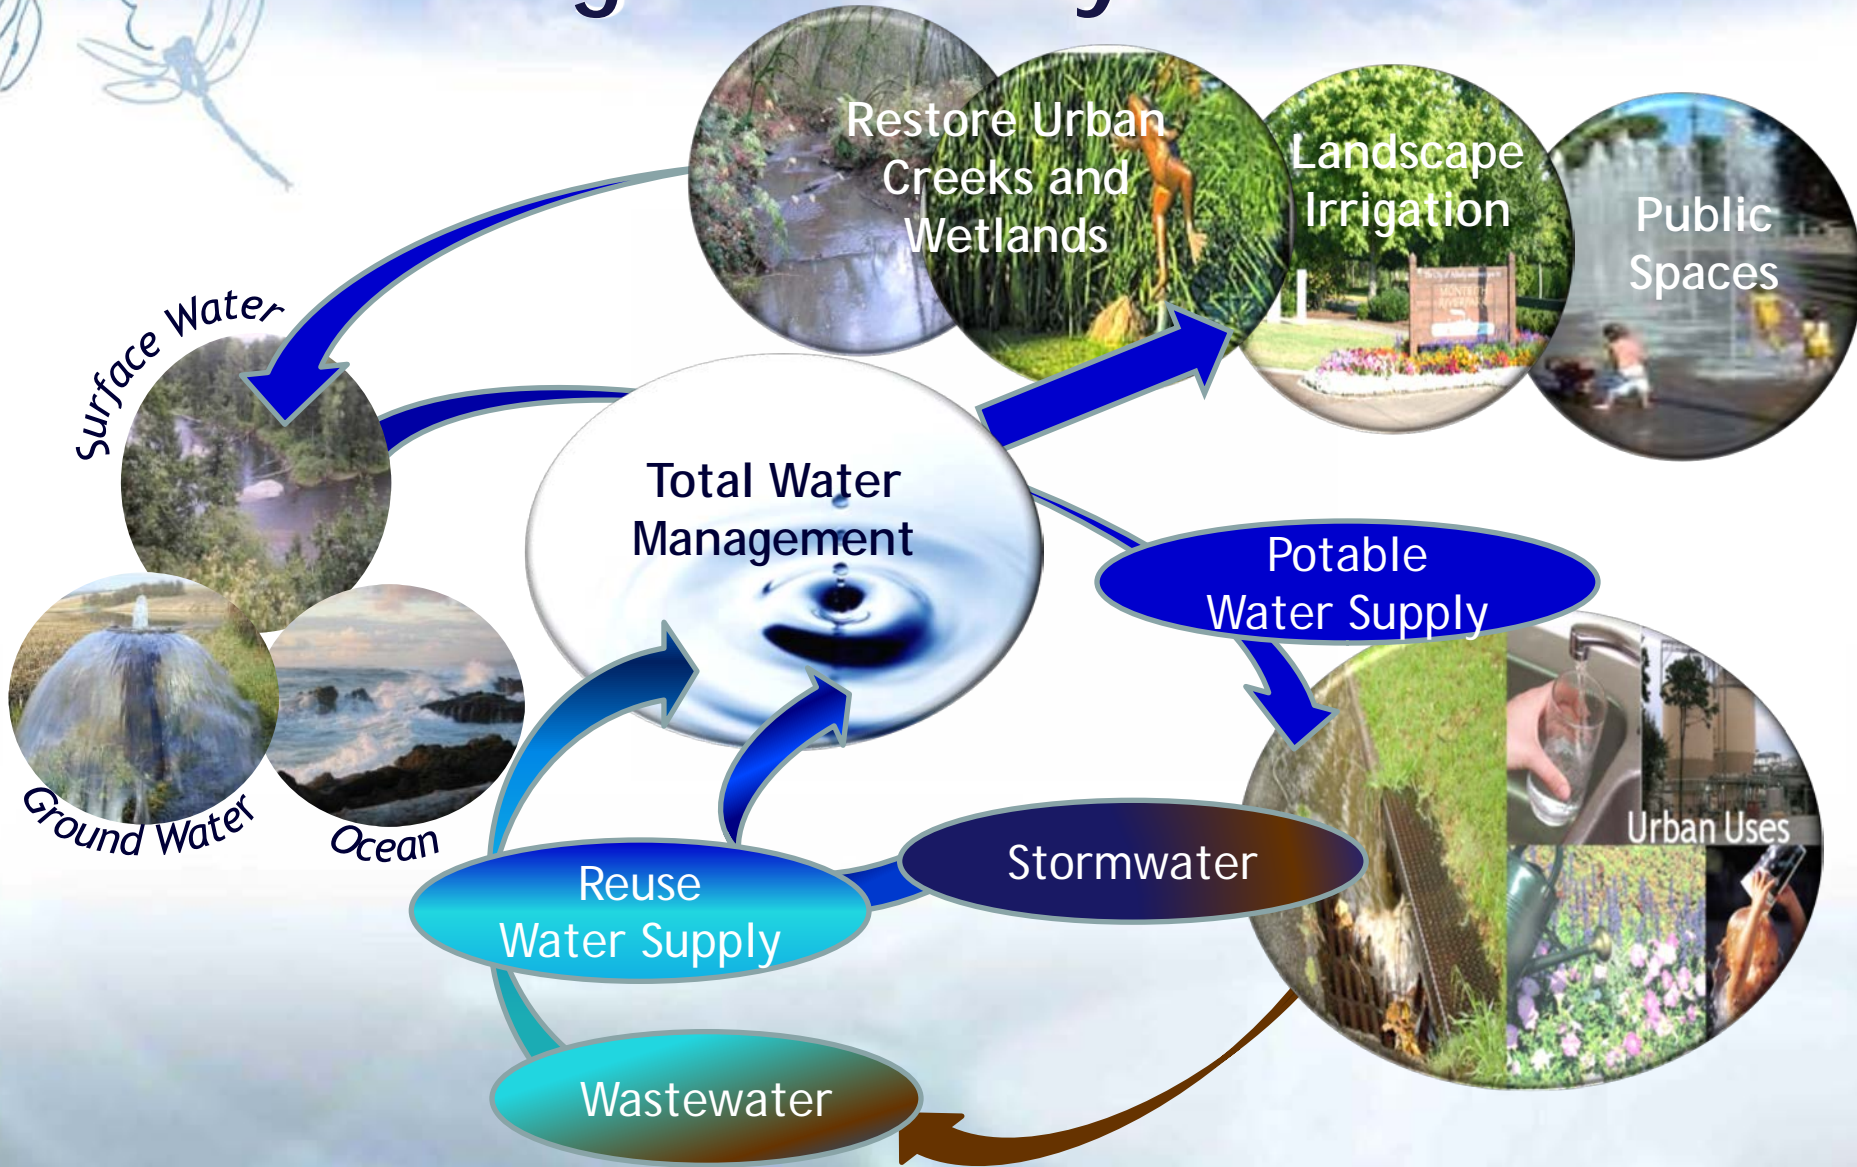 Restore Urban
Creeks and
Wetlands
Landscape
Irrigation
Public
Spaces
Surface Water
Total Water
Management
Potable
Water Supply
Ground Water
Ocean
Urban Uses
Stormwater
Reuse
Water Supply
Wastewater